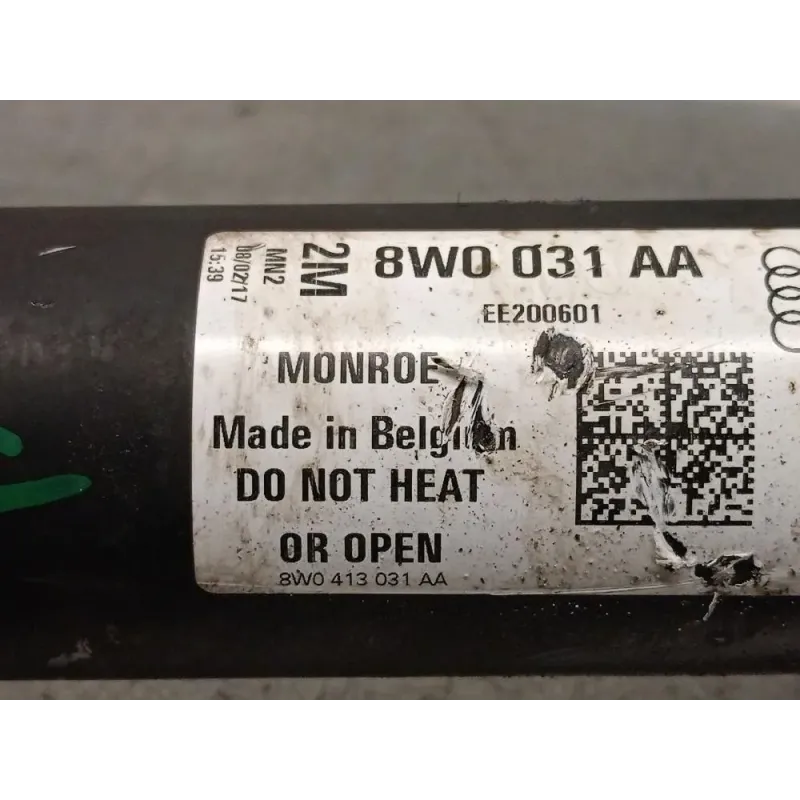 8W0 031 AA
EE200601
2M
MN2
08/02/17
15:39
MONROE
Made in Belgium
DO NOT HEAT
OR OPEN
8W0 413 031 AA